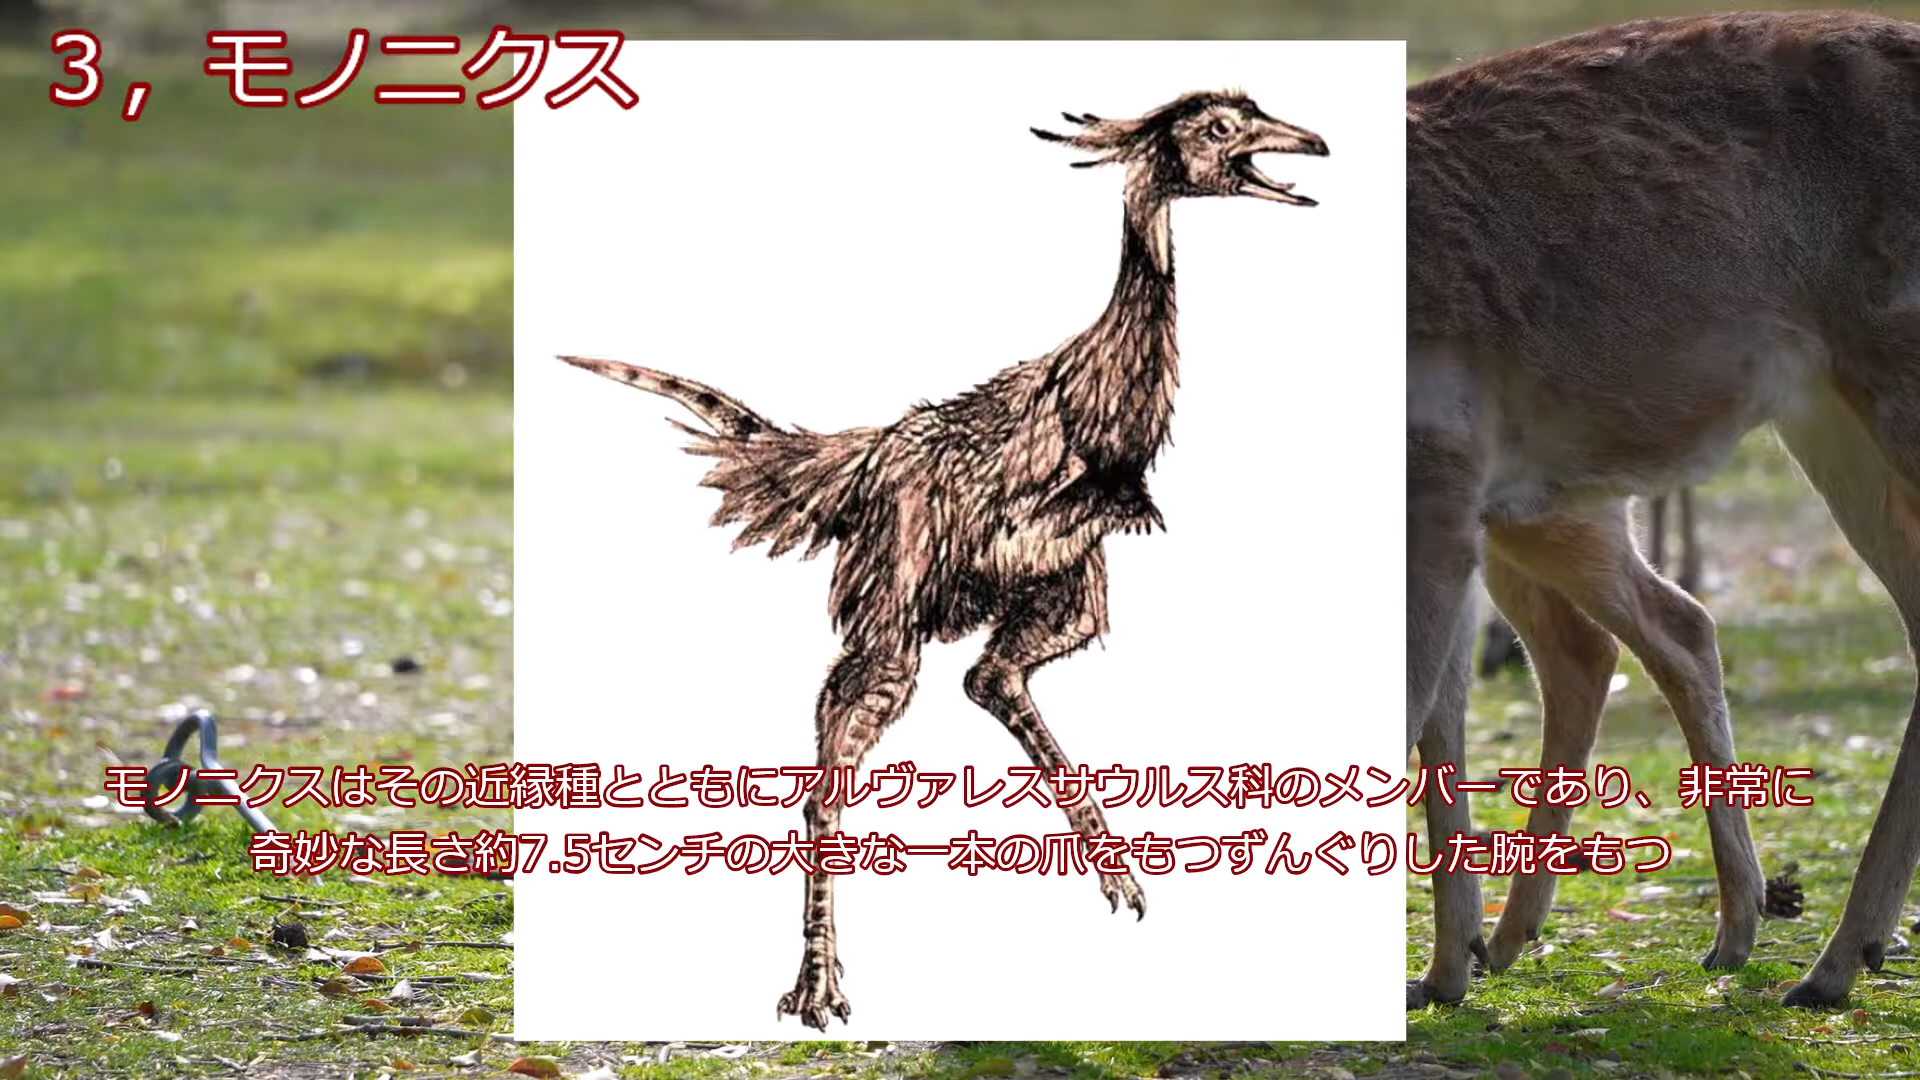 3，モノニクス
モノニクスはその近縁種とともにアルヴァレスサウルス科のメンバーであり、非常に
奇妙な長さ約7.5センチの大きな一本の爪をもつずんぐりした腕をもつ